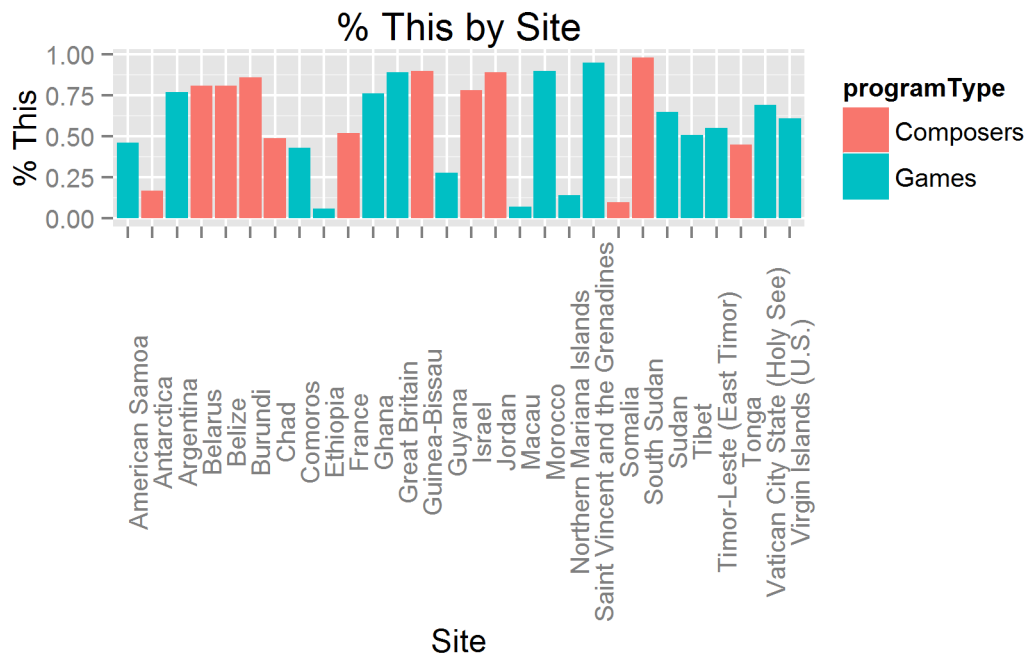 % This by Site
% This
1.00
0.75
0.50
0.25
0.00
American Samoa
Antarctica
Argentina
Belarus
Belize
Burundi
Chad
Comoros
Ethiopia
France
Ghana
Great Britain
Guinea-Bissau
Guyana
Israel
Jordan
Macau
Morocco
Northern Mariana Islands
Saint Vincent and the Grenadines
Somalia
South Sudan
Sudan
Tibet
Timor-Leste (East Timor)
Tonga
Vatican City State (Holy See)
Virgin Islands (U.S.)
Site
programType
Composers
Games